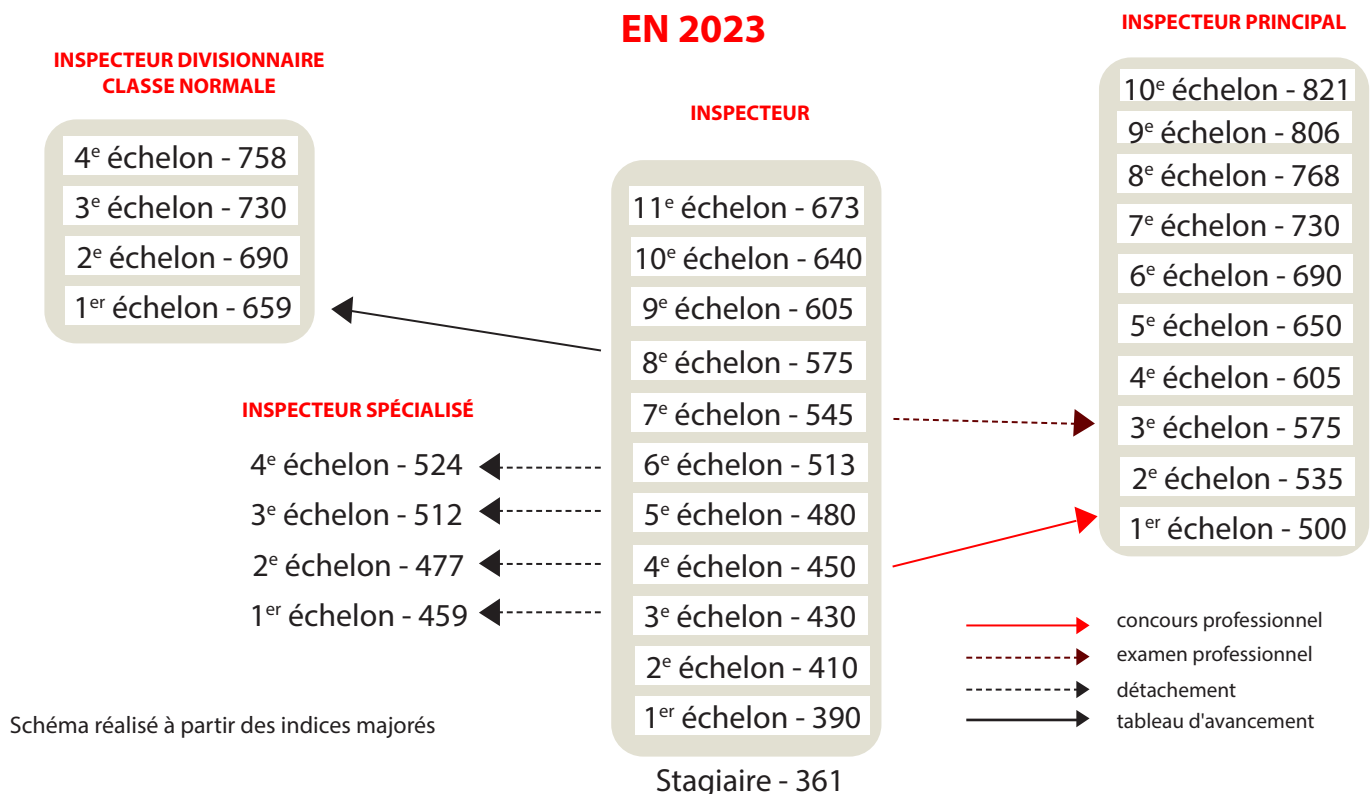 EN 2023
INSPECTEUR DIVISIONNAIRE
CLASSE NORMALE
4e échelon - 758
3e échelon - 730
2e échelon - 690
1er échelon - 659
INSPECTEUR SPÉCIALISÉ
4e échelon - 524
3e échelon - 512
2e échelon - 477
1er échelon - 459
INSPECTEUR
11e échelon - 673
10e échelon - 640
9e échelon - 605
8e échelon - 575
7e échelon - 545
6e échelon - 513
5e échelon - 480
4e échelon - 450
3e échelon - 430
2e échelon - 410
1er échelon - 390
Stagiaire - 361
INSPECTEUR PRINCIPAL
10e échelon - 821
9e échelon - 806
8e échelon - 768
7e échelon - 730
6e échelon - 690
5e échelon - 650
4e échelon - 605
3e échelon - 575
2e échelon - 535
1er échelon - 500
concours professionnel
examen professionnel
détachement
tableau d'avancement
Schéma réalisé à partir des indices majorés